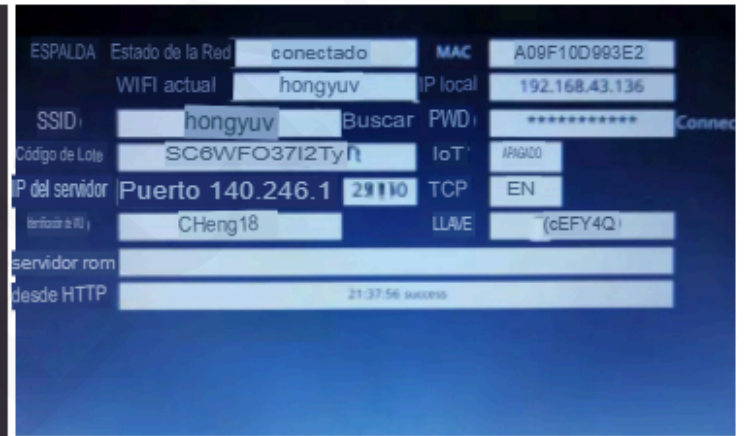 ESPALDA Estado de la Red conectado MAC A09F10D993E2
WIFI actual hongyuv IP local 192.168.43.136
SSID hongyuv Buscar PWD *********** Connec
Código de Lote SC6WFO37I2Ty IoT APAGADO
IP del servidor Puerto 140.246.1 TCP EN
CHeng18 LLAVE (cEFY4Q
servidor rom
desde HTTP 21:37:56 success